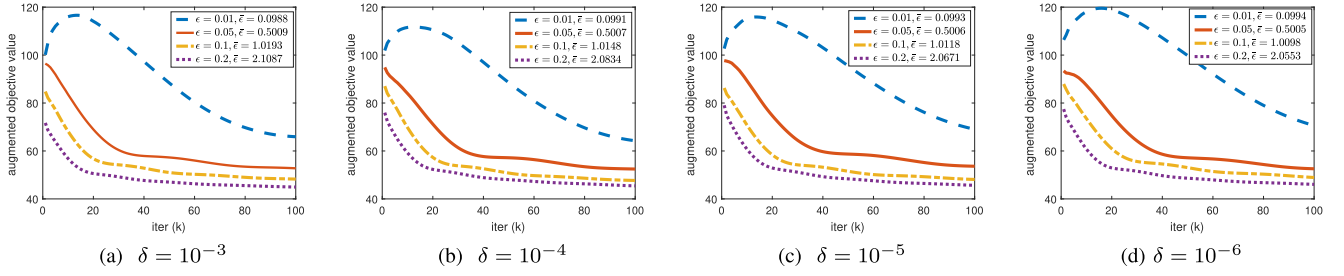 120
100
80
60
40
augmented objective value
0 20 40 60 80 100
iter (k)
ϵ = 0.01, ϵ̄ = 0.0988
ϵ = 0.05, ϵ̄ = 0.5009
ϵ = 0.1, ϵ̄ = 1.0193
ϵ = 0.2, ϵ̄ = 2.1087
(a) δ = 10⁻³
120
100
80
60
40
augmented objective value
0 20 40 60 80 100
iter (k)
ϵ = 0.01, ϵ̄ = 0.0991
ϵ = 0.05, ϵ̄ = 0.5007
ϵ = 0.1, ϵ̄ = 1.0148
ϵ = 0.2, ϵ̄ = 2.0834
(b) δ = 10⁻⁴
120
100
80
60
40
augmented objective value
0 20 40 60 80 100
iter (k)
ϵ = 0.01, ϵ̄ = 0.0993
ϵ = 0.05, ϵ̄ = 0.5006
ϵ = 0.1, ϵ̄ = 1.0118
ϵ = 0.2, ϵ̄ = 2.0671
(c) δ = 10⁻⁵
120
100
80
60
40
augmented objective value
0 20 40 60 80 100
iter (k)
ϵ = 0.01, ϵ̄ = 0.0994
ϵ = 0.05, ϵ̄ = 0.5005
ϵ = 0.1, ϵ̄ = 1.0098
ϵ = 0.2, ϵ̄ = 2.0553
(d) δ = 10⁻⁶